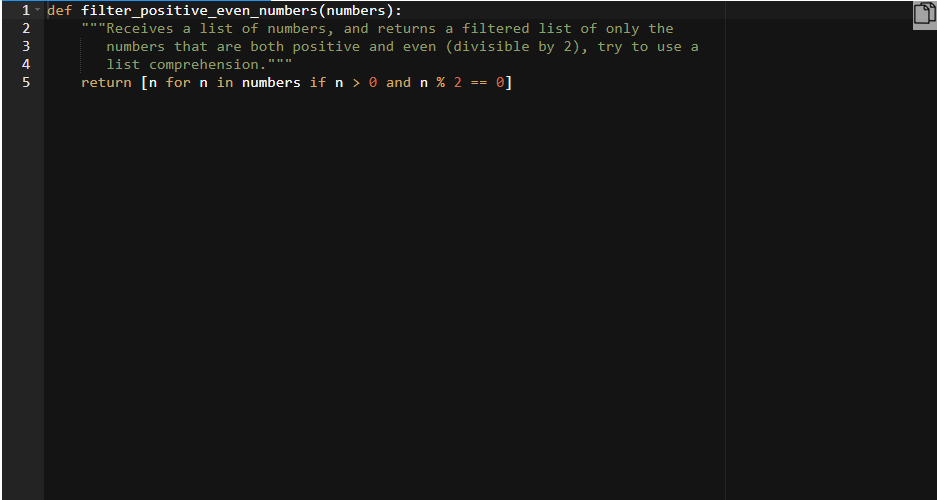 1 def filter_positive_even_numbers(numbers):
2     """Receives a list of numbers, and returns a filtered list of only the
3        numbers that are both positive and even (divisible by 2), try to use a
4        list comprehension."""
5     return [n for n in numbers if n > 0 and n % 2 == 0]